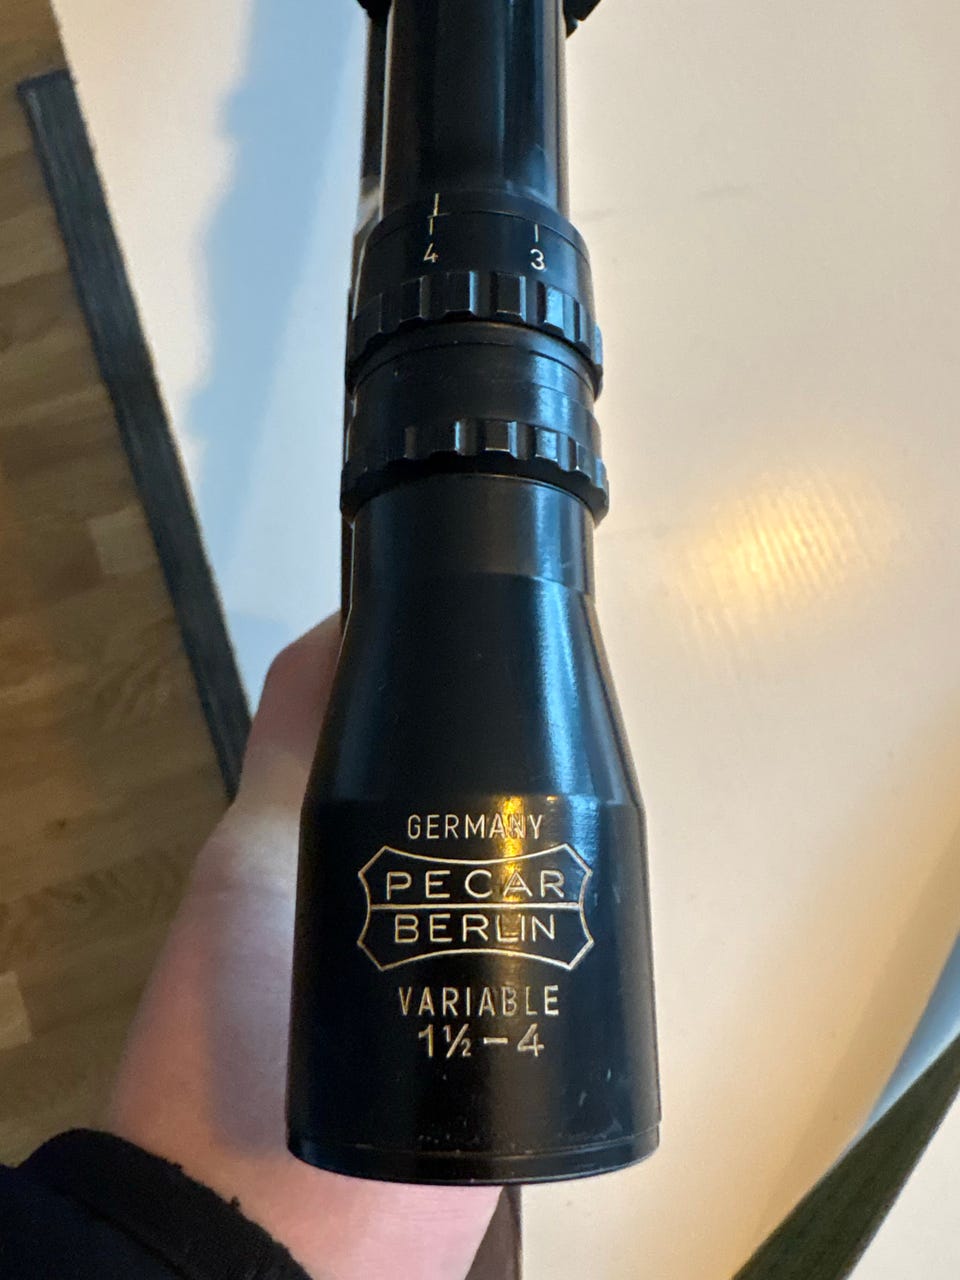 4 3
GERMANY
PECAR
BERLIN
VARIABLE
1½-4